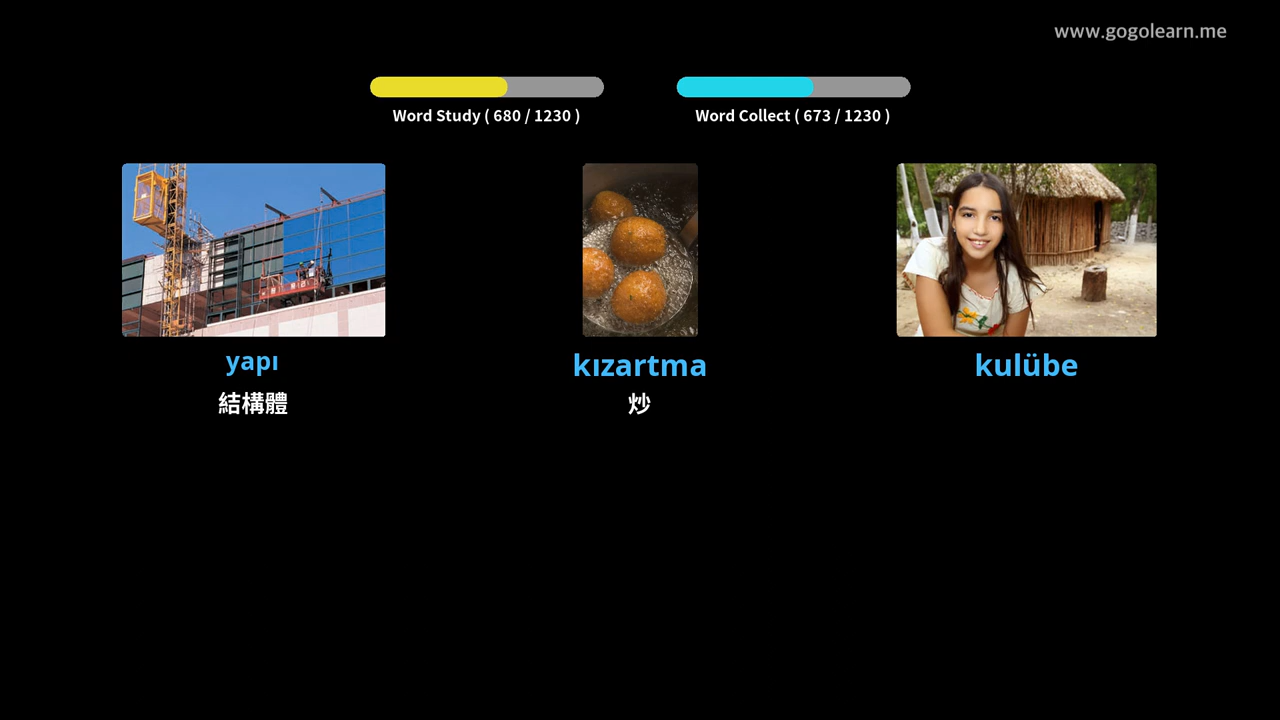 www.gogolearn.me
Word Study ( 680 / 1230 )
Word Collect ( 673 / 1230 )
yapı
kızartma
kulübe
結構體
炒